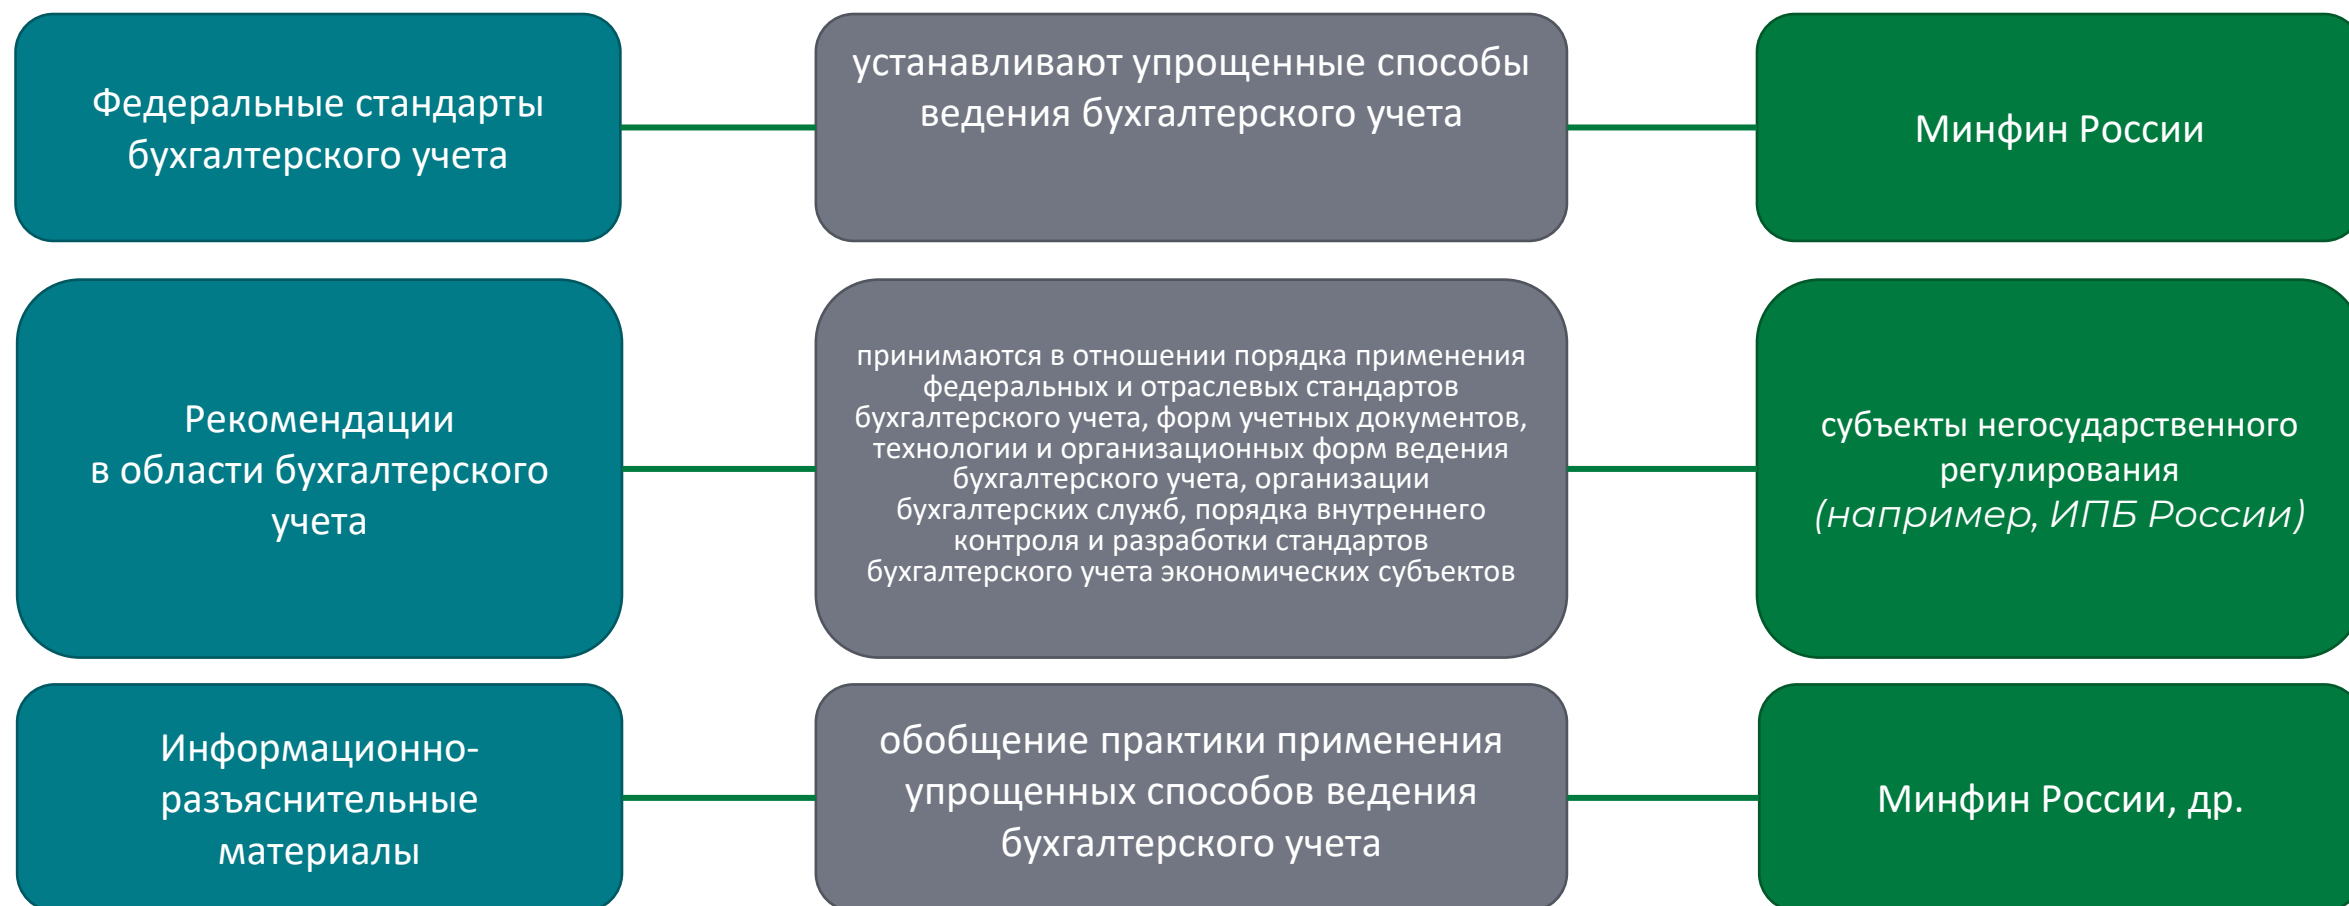 Федеральные стандарты
бухгалтерского учета
устанавливают упрощенные способы
ведения бухгалтерского учета
Минфин России
Рекомендации
в области бухгалтерского
учета
принимаются в отношении порядка применения
федеральных и отраслевых стандартов
бухгалтерского учета, форм учетных документов,
технологии и организационных форм ведения
бухгалтерского учета, организации
бухгалтерских служб, порядка внутреннего
контроля и разработки стандартов
бухгалтерского учета экономических субъектов
субъекты негосударственного
регулирования
(например, ИПБ России)
Информационно-
разъяснительные
материалы
обобщение практики применения
упрощенных способов ведения
бухгалтерского учета
Минфин России, др.